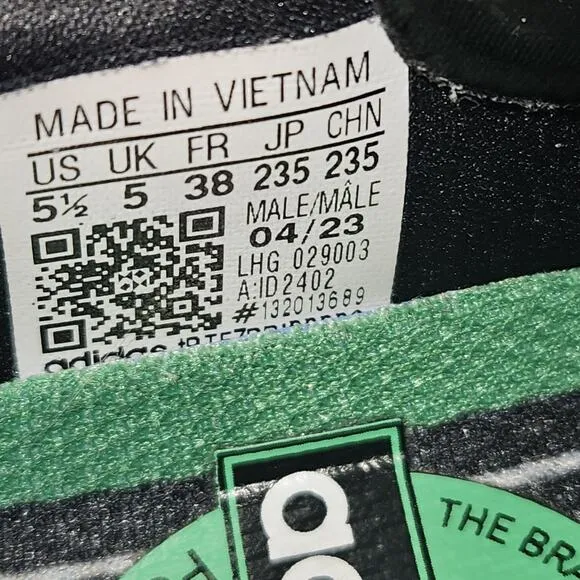 MADE IN VIETNAM
US UK FR JP CHN
5½ 5 38 235 235
MALE/MÂLE
04/23
LHG 029003
A:ID2402
#132013689
adidas
THE BRA